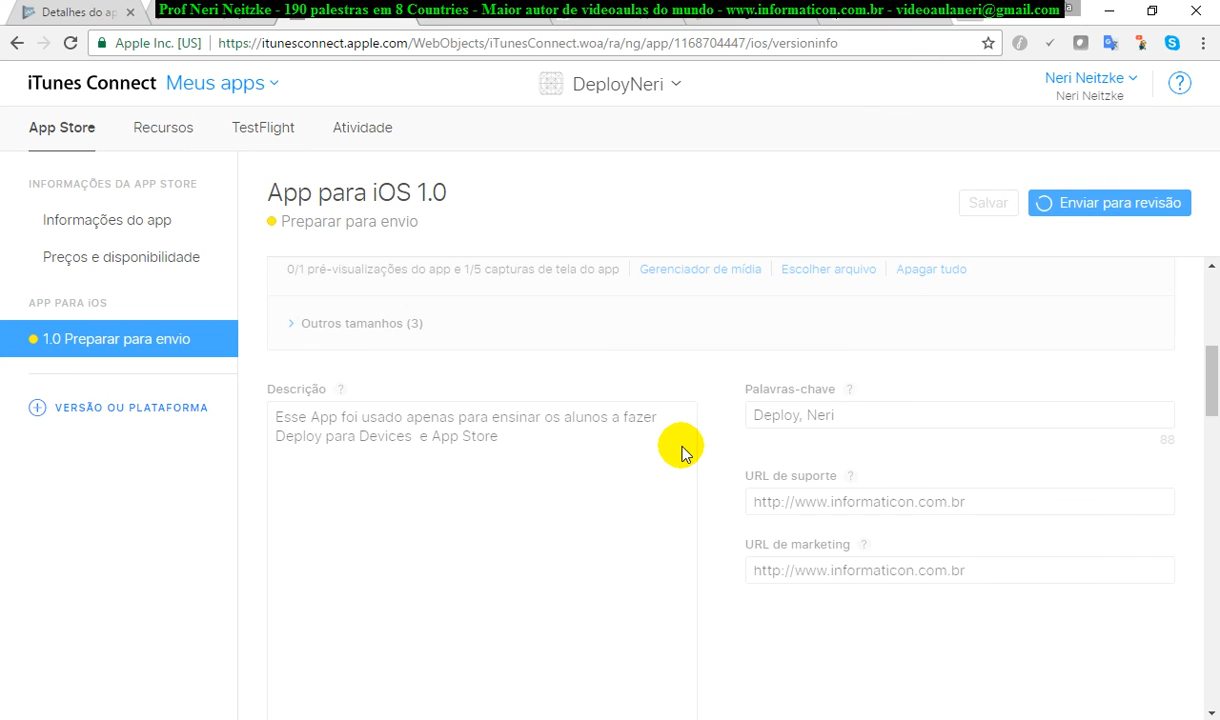 Detalhes do ap
Prof Neri Neitzke - 190 palestras em 8 Countries - Maior autor de videoaulas do mundo - www.informaticon.com.br - videoaulaneri@gmail.com
Apple Inc. [US]
https://itunesconnect.apple.com/WebObjects/iTunesConnect.woa/ra/ng/app/1168704447/ios/versioninfo
iTunes Connect Meus apps
DeployNeri
Neri Neitzke
Neri Neitzke
?
App Store
Recursos
TestFlight
Atividade
INFORMAÇÕES DA APP STORE
Informações do app
Preços e disponibilidade
APP PARA iOS
1.0 Preparar para envio
VERSÃO OU PLATAFORMA
App para iOS 1.0
Preparar para envio
Salvar
Enviar para revisão
0/1 pré-visualizações do app e 1/5 capturas de tela do app
Gerenciador de mídia
Escolher arquivo
Apagar tudo
Outros tamanhos (3)
Descrição ?
Esse App foi usado apenas para ensinar os alunos a fazer
Deploy para Devices e App Store
Palavras-chave ?
Deploy, Neri
88
URL de suporte ?
http://www.informaticon.com.br
URL de marketing ?
http://www.informaticon.com.br